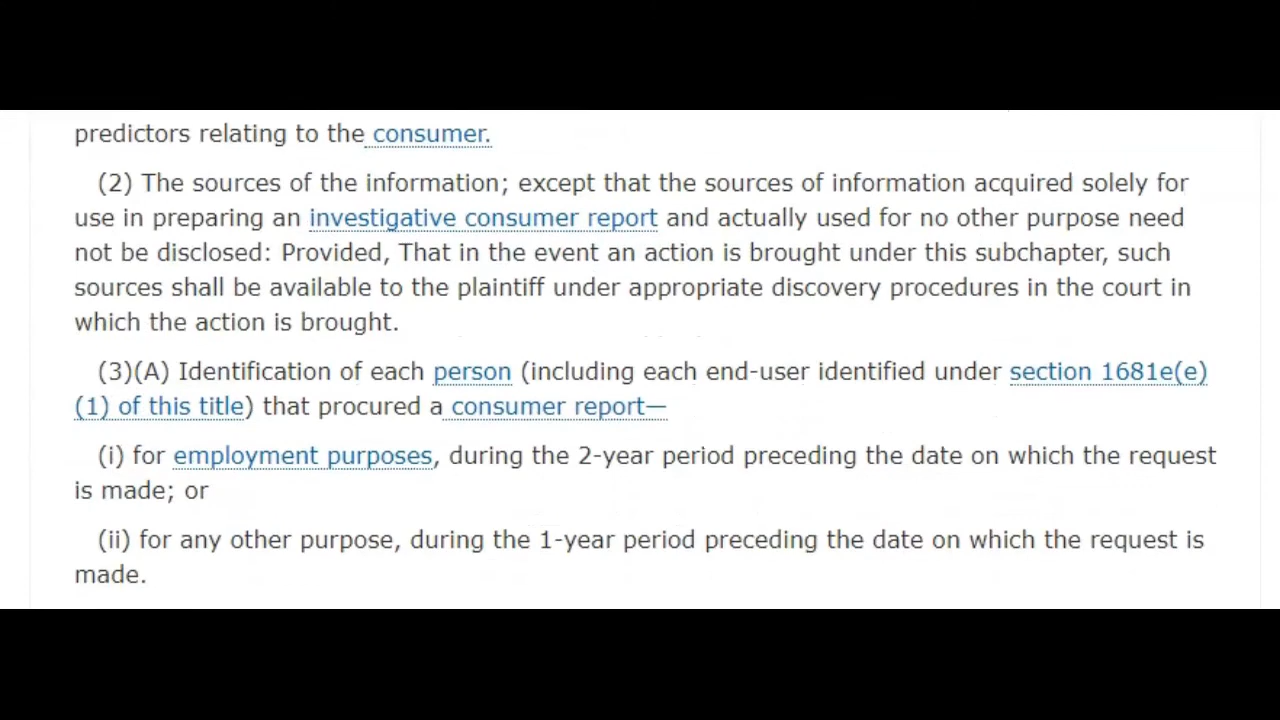 predictors relating to the consumer.
(2) The sources of the information; except that the sources of information acquired solely for
use in preparing an investigative consumer report and actually used for no other purpose need
not be disclosed: Provided, That in the event an action is brought under this subchapter, such
sources shall be available to the plaintiff under appropriate discovery procedures in the court in
which the action is brought.
(3)(A) Identification of each person (including each end-user identified under section 1681e(e)
(1) of this title) that procured a consumer report—
(i) for employment purposes, during the 2-year period preceding the date on which the request
is made; or
(ii) for any other purpose, during the 1-year period preceding the date on which the request is
made.